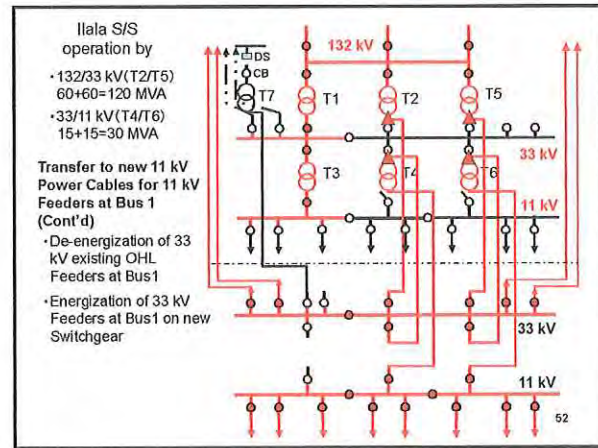 Ilala S/S
operation by
・132/33 kV(T2/T5)
60+60=120 MVA
・33/11 kV(T4/T6)
15+15=30 MVA
Transfer to new 11 kV
Power Cables for 11 kV
Feeders at Bus 1
(Cont'd)
・De-energization of 33
kV existing OHL
Feeders at Bus1
・Energization of 33 kV
Feeders at Bus1 on new
Switchgear
132 kV
DS
CB
T7
T1
T2
T5
33 kV
T3
T4
T6
11 kV
33 kV
11 kV
52